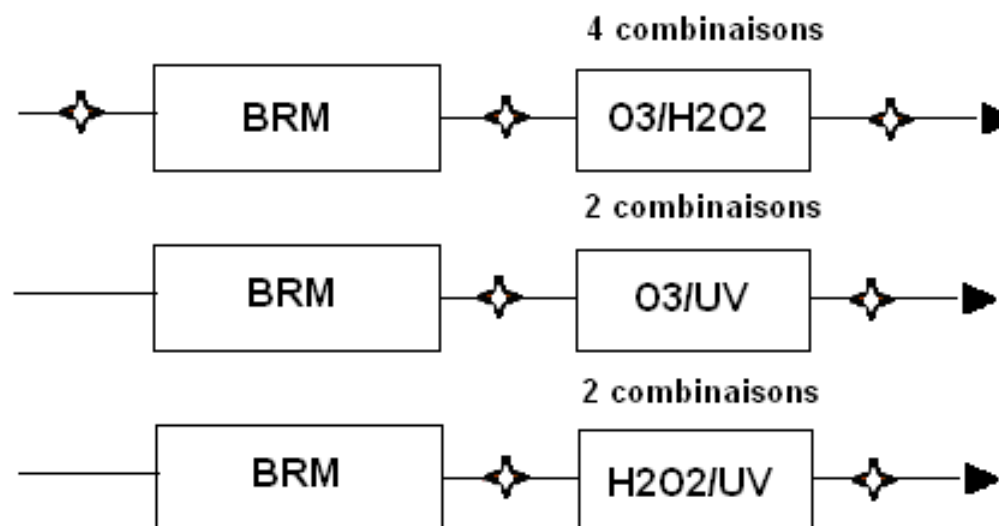 4 combinaisons
BRM
O3/H2O2
2 combinaisons
BRM
O3/UV
2 combinaisons
BRM
H2O2/UV